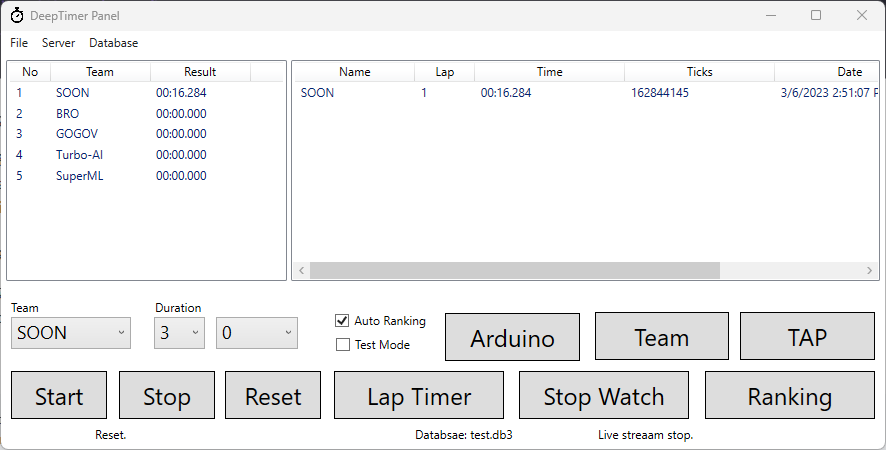 DeepTimer Panel
File Server Database
No Team Result
1 SOON 00:16.284
2 BRO 00:00.000
3 GOGOV 00:00.000
4 Turbo-AI 00:00.000
5 SuperML 00:00.000
Name Lap Time Ticks Date
SOON 1 00:16.284 162844145 3/6/2023 2:51:07 P
Team Duration
SOON 3 0
Auto Ranking
Test Mode
Arduino Team TAP
Start Stop Reset Lap Timer Stop Watch Ranking
Reset. Databsae: test.db3 Live streaam stop.